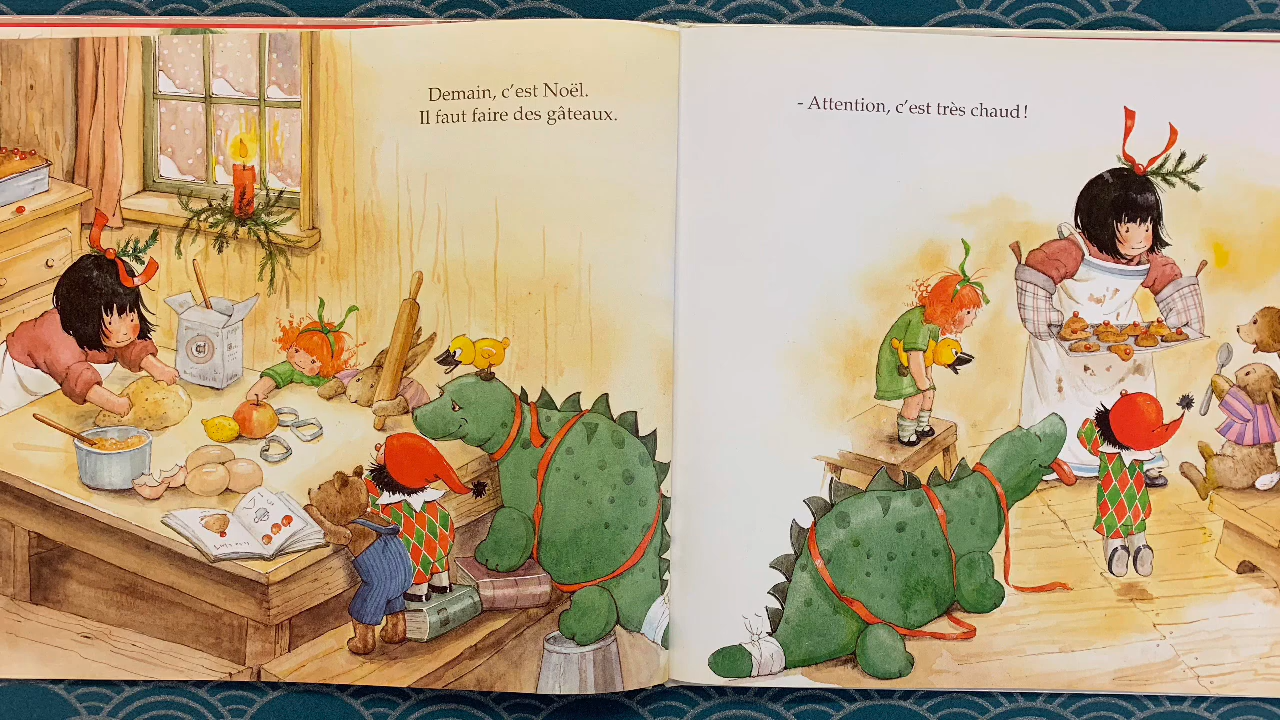 Demain, c'est Noël.
Il faut faire des gâteaux.
- Attention, c'est très chaud !